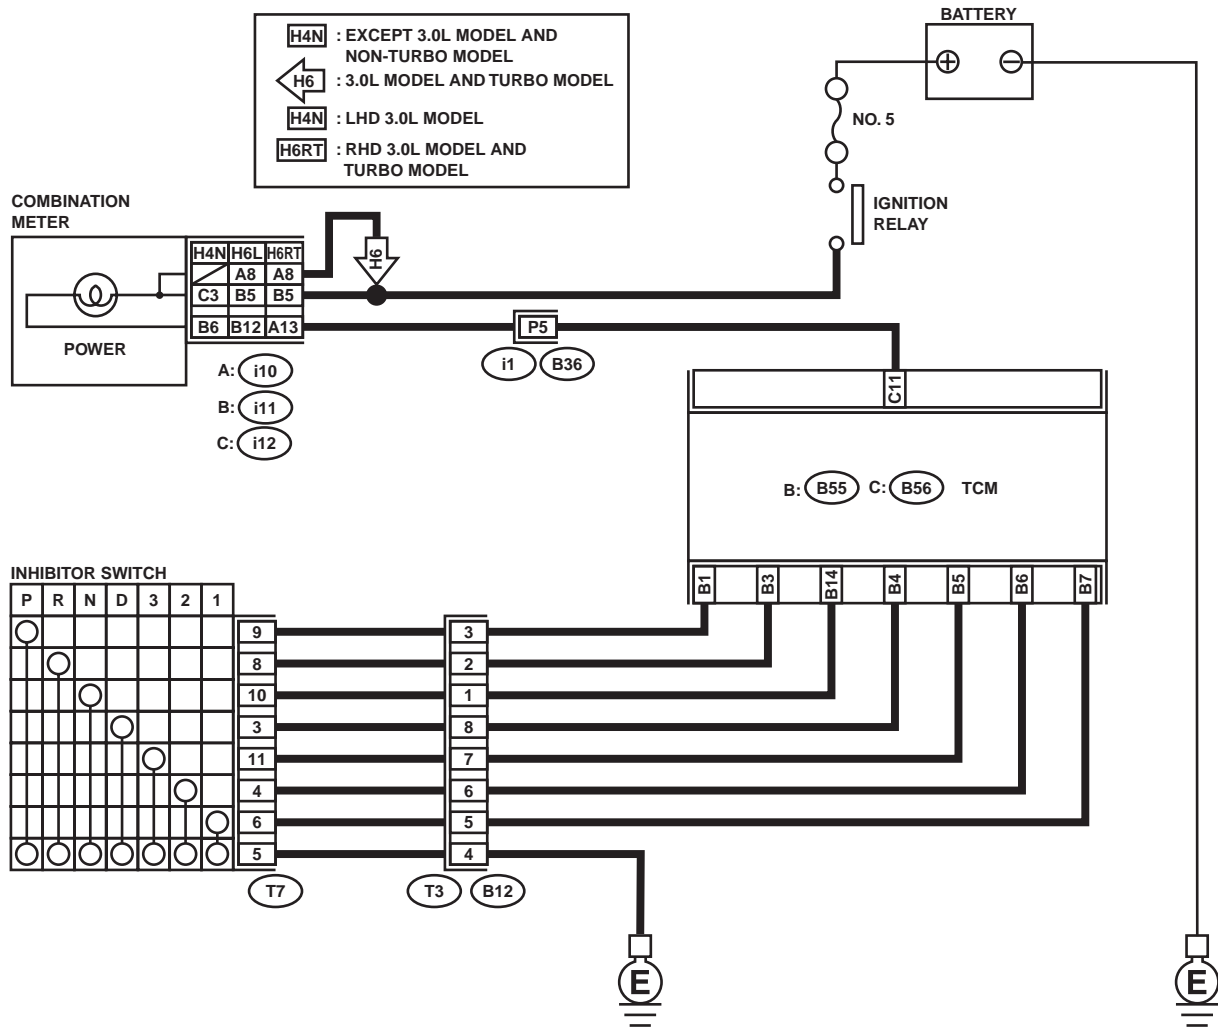 BATTERY
H4N : EXCEPT 3.0L MODEL AND
NON-TURBO MODEL
H6 : 3.0L MODEL AND TURBO MODEL
H4N : LHD 3.0L MODEL
H6RT : RHD 3.0L MODEL AND
TURBO MODEL
NO. 5
IGNITION
RELAY
COMBINATION
METER
H4N H6L H6RT
A8 A8
C3 B5 B5
B6 B12 A13
POWER
H6
P5
i1 B36
A: i10
B: i11
C: i12
C11
B: B55 C: B56 TCM
B1 B3 B14 B4 B5 B6 B7
INHIBITOR SWITCH
P R N D 3 2 1
9 3
8 2
10 1
3 8
11 7
4 6
6 5
5 4
T7 T3 B12
E E